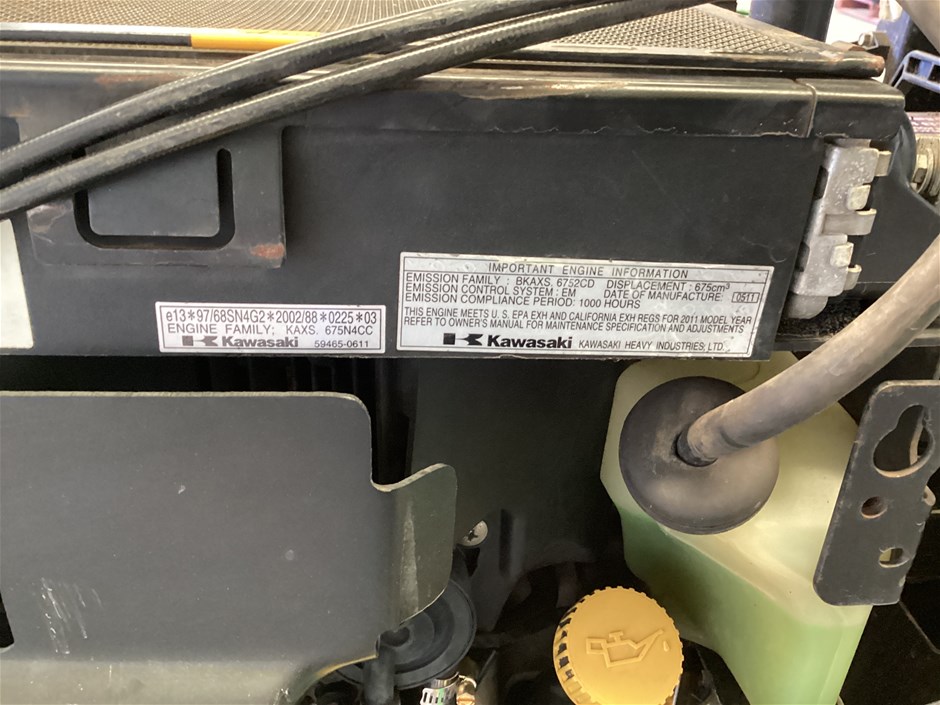 e13*97/68SN4G2*2002/88*0225*03
ENGINE FAMILY; KAXS. 675N4CC
Kawasaki 59465-0611
IMPORTANT ENGINE INFORMATION
EMISSION FAMILY : BKAXS. 6752CD DISPLACEMENT : 675cm³
EMISSION CONTROL SYSTEM : EM DATE OF MANUFACTURE: 0511
EMISSION COMPLIANCE PERIOD: 1000 HOURS
THIS ENGINE MEETS U. S. EPA EXH AND CALIFORNIA EXH REGS FOR 2011 MODEL YEAR
REFER TO OWNER'S MANUAL FOR MAINTENANCE SPECIFICATION AND ADJUSTMENTS
Kawasaki KAWASAKI HEAVY INDUSTRIES, LTD.